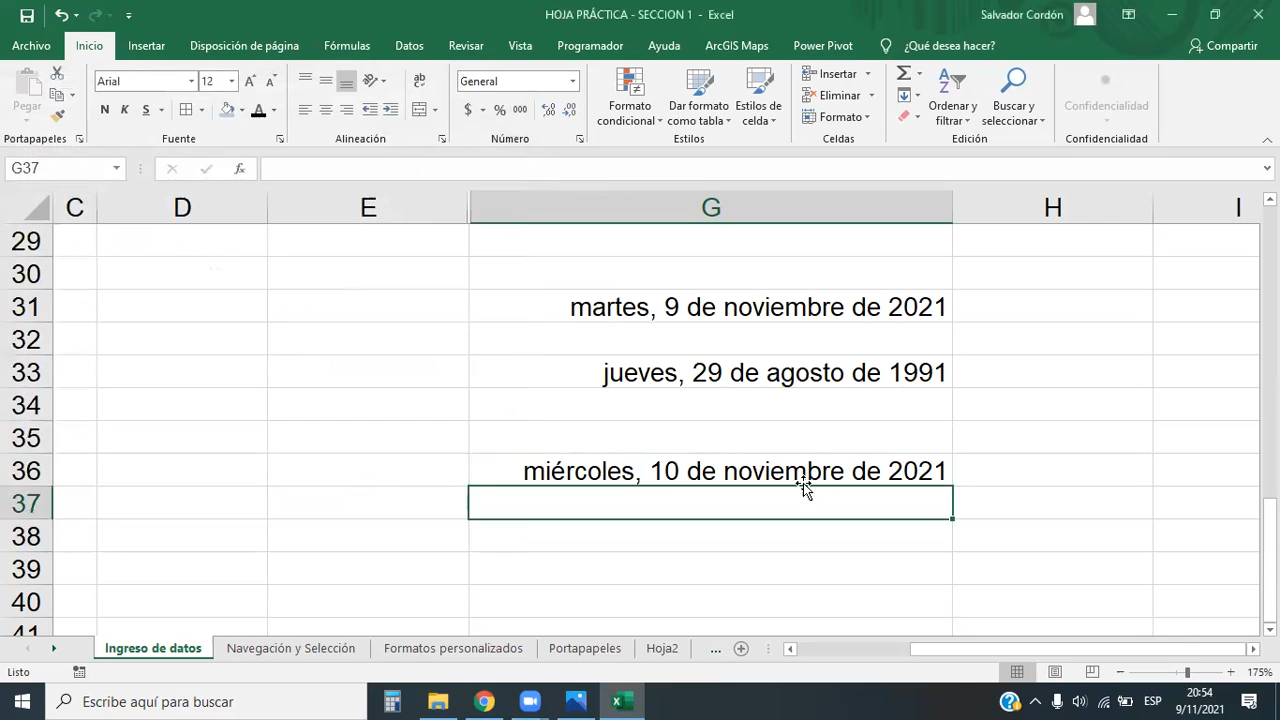 HOJA PRÁCTICA - SECCION 1 - Excel
Salvador Cordón
Archivo Inicio Insertar Disposición de página Fórmulas Datos Revisar Vista Programador Ayuda ArcGIS Maps Power Pivot ¿Qué desea hacer? Compartir
Pegar
Arial 12
N K S
ab
General
$ % 000
Formato condicional
Dar formato como tabla
Estilos de celda
Insertar
Eliminar
Formato
Ordenar y filtrar
Buscar y seleccionar
Confidencialidad
Portapapeles Fuente Alineación Número Estilos Celdas Edición Confidencialidad
G37 fx
C D E G H I
29
30
31 martes, 9 de noviembre de 2021
32
33 jueves, 29 de agosto de 1991
34
35
36 miércoles, 10 de noviembre de 2021
37
38
39
40
41
Ingreso de datos Navegación y Selección Formatos personalizados Portapapeles Hoja2 ...
Listo 175%
Escribe aquí para buscar
ESP
20:54
9/11/2021